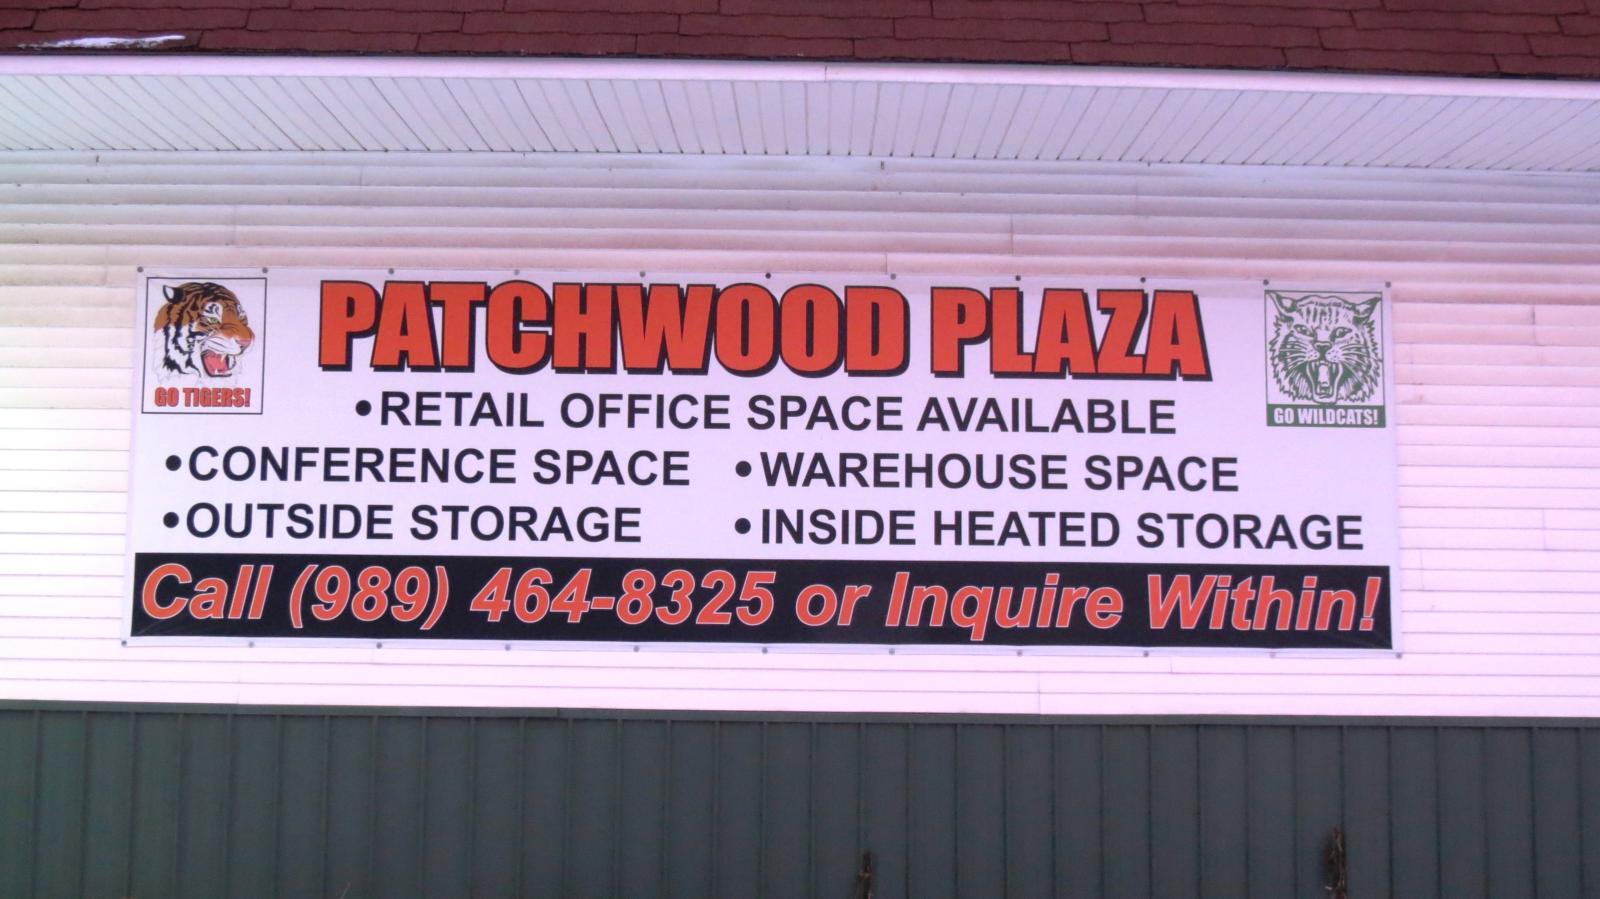 PATCHWOOD PLAZA
GO TIGERS!
GO WILDCATS!
•RETAIL OFFICE SPACE AVAILABLE
•CONFERENCE SPACE •WAREHOUSE SPACE
•OUTSIDE STORAGE •INSIDE HEATED STORAGE
Call (989) 464-8325 or Inquire Within!